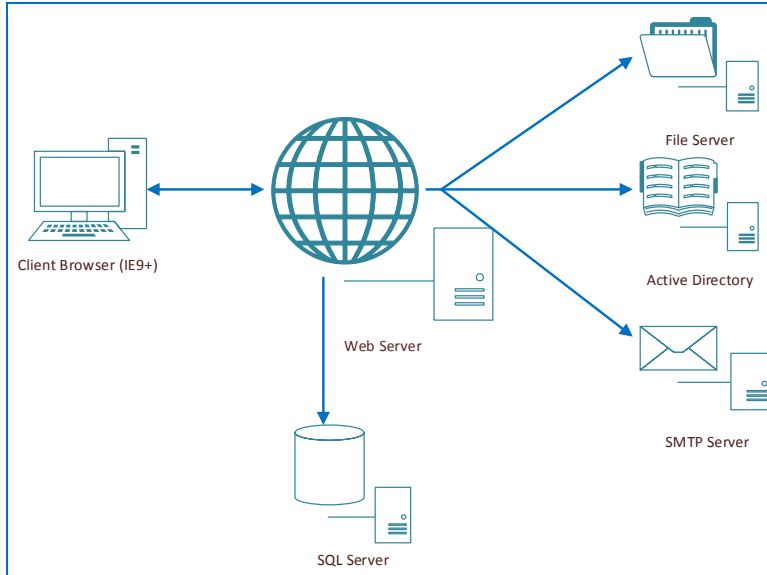 File Server
Client Browser (IE9+)
Active Directory
Web Server
SMTP Server
SQL Server